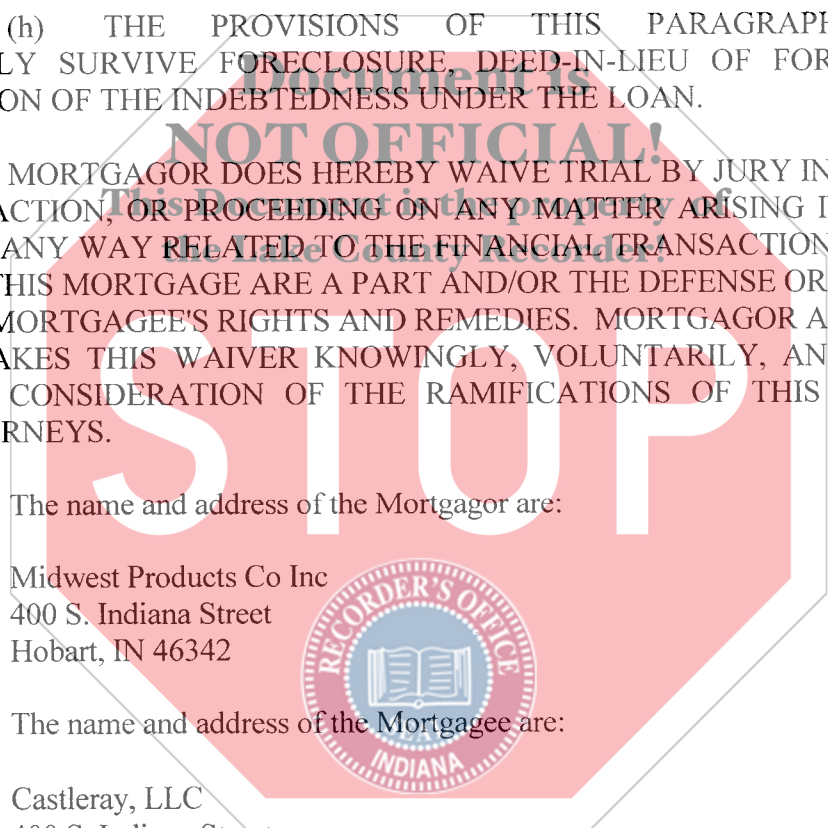 (h) THE PROVISIONS OF THIS PARAGRAPH
LY SURVIVE FORECLOSURE, DEED-IN-LIEU OF FOR
ON OF THE INDEBTEDNESS UNDER THE LOAN.
Document is
NOT OFFICIAL!
MORTGAGOR DOES HEREBY WAIVE TRIAL BY JURY IN
This Document is the property of
ACTION, OR PROCEEDING ON ANY MATTER ARISING I
the Lake County Recorder!
ANY WAY RELATED TO THE FINANCIAL TRANSACTION
THIS MORTGAGE ARE A PART AND/OR THE DEFENSE OR
MORTGAGEE'S RIGHTS AND REMEDIES. MORTGAGOR A
AKES THIS WAIVER KNOWINGLY, VOLUNTARILY, AN
CONSIDERATION OF THE RAMIFICATIONS OF THIS
RNEYS.
STOP
The name and address of the Mortgagor are:
Midwest Products Co Inc
400 S. Indiana Street
Hobart, IN 46342
RECORDER'S OFFICE
SEAL
INDIANA
The name and address of the Mortgagee are:
Castleray, LLC
400 S. Indiana Street